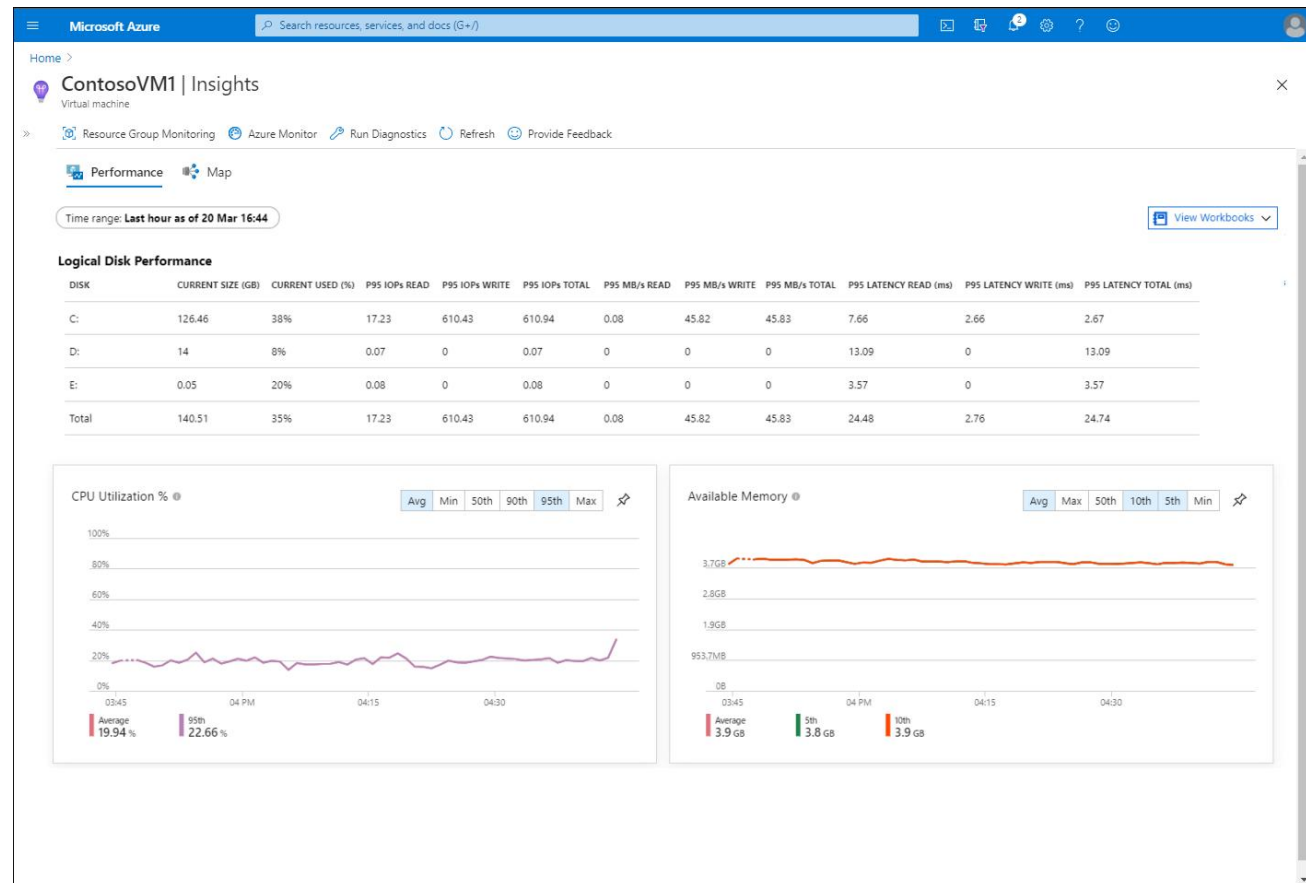 Microsoft Azure
Search resources, services, and docs (G+/)
2
Home >
ContosoVM1 | Insights
Virtual machine
Resource Group Monitoring Azure Monitor Run Diagnostics Refresh Provide Feedback
Performance Map
Time range: Last hour as of 20 Mar 16:44
View Workbooks
Logical Disk Performance
DISK CURRENT SIZE (GB) CURRENT USED (%) P95 IOPs READ P95 IOPs WRITE P95 IOPs TOTAL P95 MB/s READ P95 MB/s WRITE P95 MB/s TOTAL P95 LATENCY READ (ms) P95 LATENCY WRITE (ms) P95 LATENCY TOTAL (ms)
C: 126.46 38% 17.23 610.43 610.94 0.08 45.82 45.83 7.66 2.66 2.67
D: 14 8% 0.07 0 0.07 0 0 0 13.09 0 13.09
E: 0.05 20% 0.08 0 0.08 0 0 0 3.57 0 3.57
Total 140.51 35% 17.23 610.43 610.94 0.08 45.82 45.83 24.48 2.76 24.74
CPU Utilization %
Avg Min 50th 90th 95th Max
100%
80%
60%
40%
20%
0%
03:45 04 PM 04:15 04:30
Average 95th
19.94 % 22.66 %
Available Memory
Avg Max 50th 10th 5th Min
3.7GB
2.8GB
1.9GB
953.7MB
0B
03:45 04 PM 04:15 04:30
Average 5th 10th
3.9 GB 3.8 GB 3.9 GB